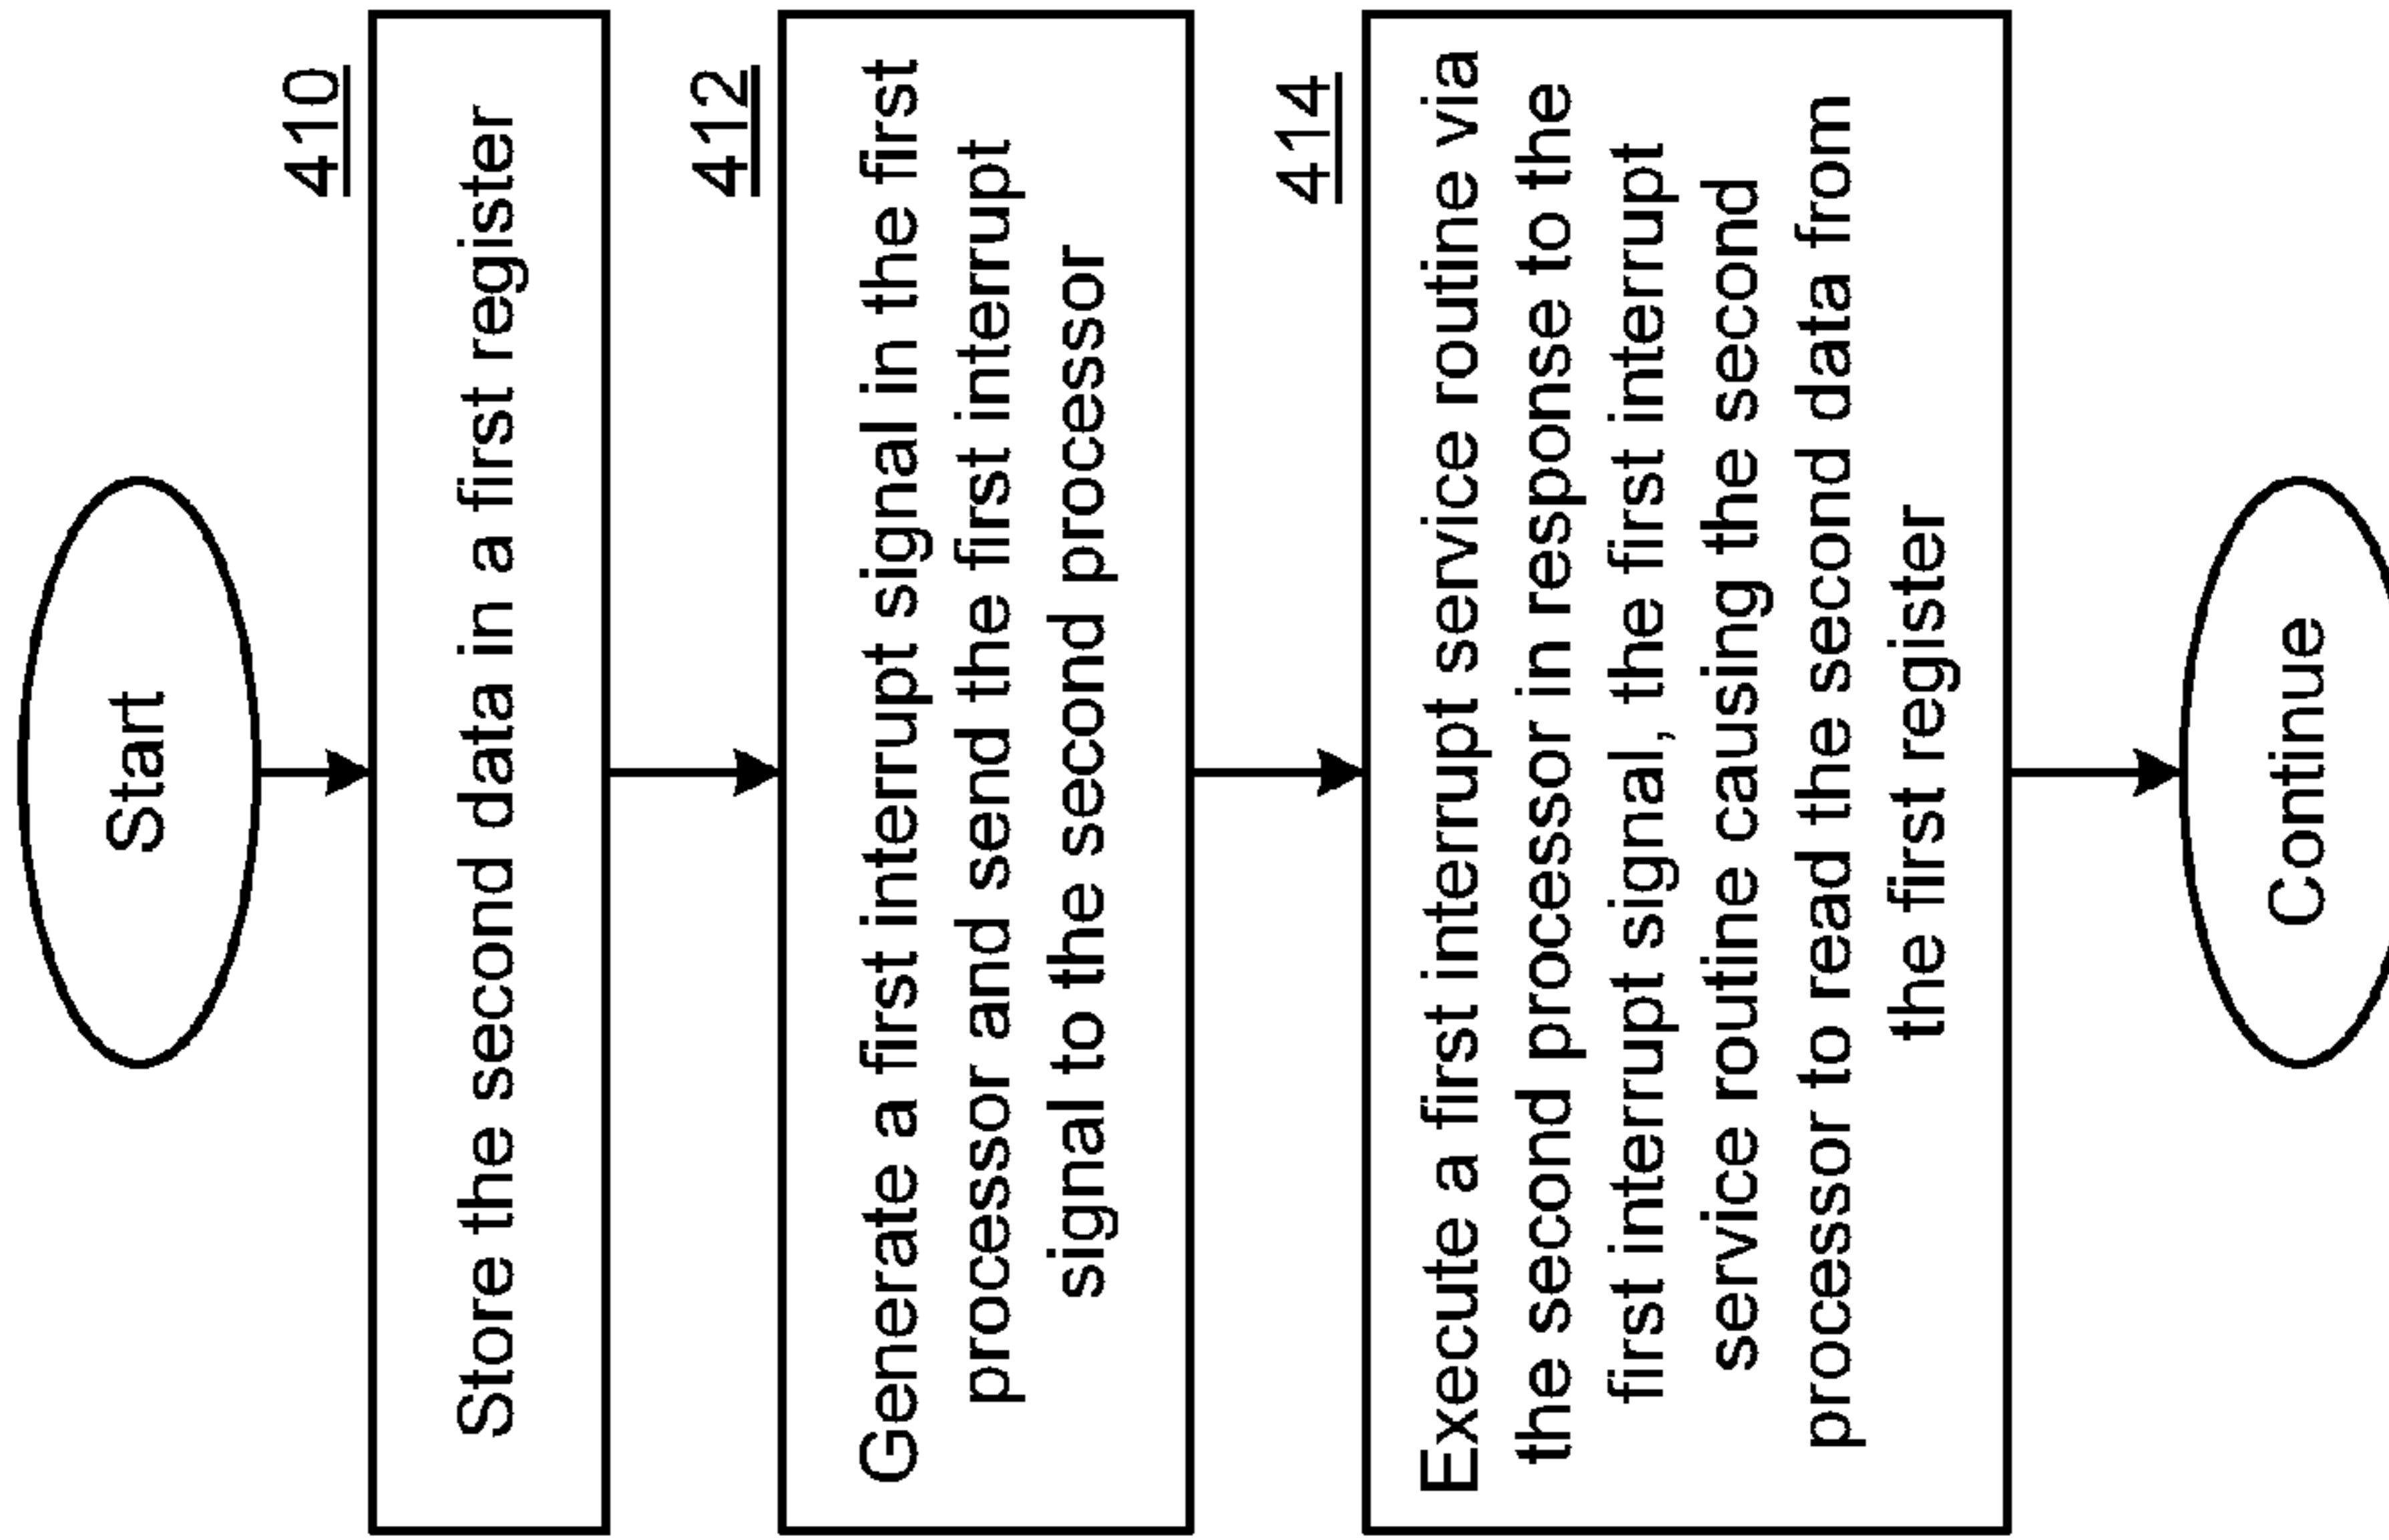 Start
410
Store the second data in a first register
412
Generate a first interrupt signal in the first
processor and send the first interrupt
signal to the second processor
414
Execute a first interrupt service routine via
the second processor in response to the
first interrupt signal, the first interrupt
service routine causing the second
processor to read the second data from
the first register
Continue